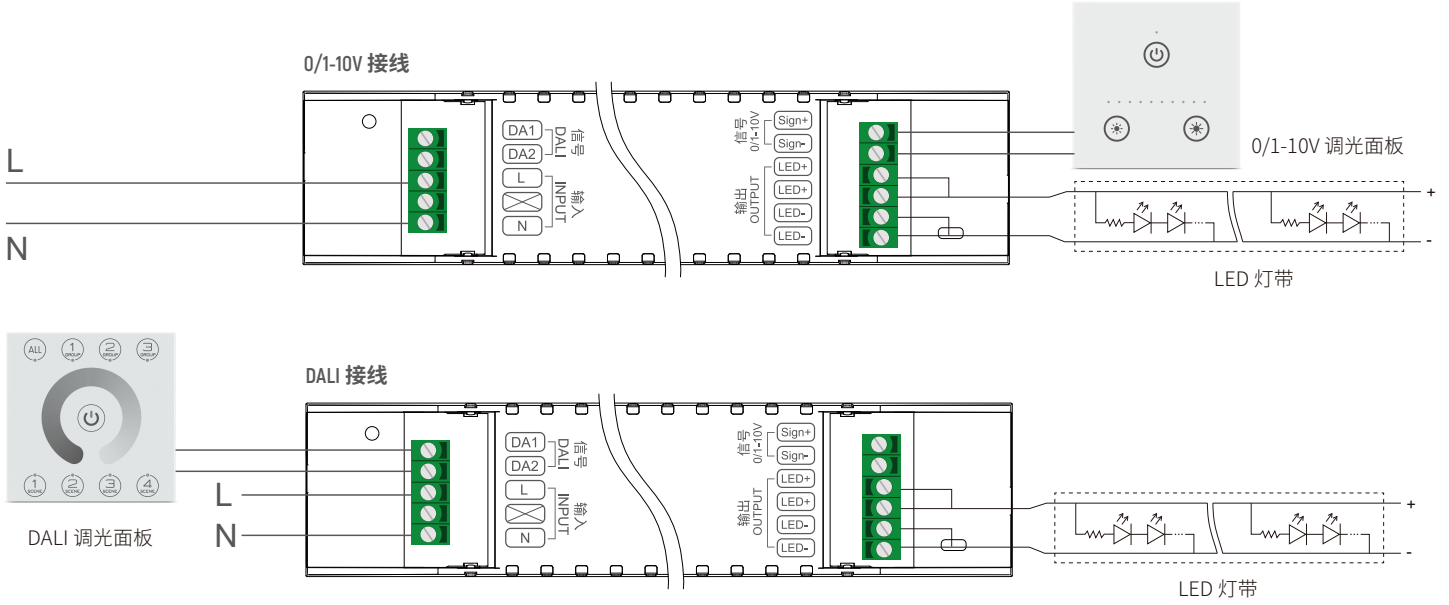 0/1-10V 接线
L
N
DA1
DA2
信号
DALI
L
N
输入
INPUT
信号
0/1-10V
Sign+
Sign-
输出
OUTPUT
LED+
LED+
LED-
LED-
0/1-10V 调光面板
+
-
LED 灯带
DALI 接线
ALL
1
GROUP
2
GROUP
3
GROUP
1
SCENE
2
SCENE
3
SCENE
4
SCENE
DALI 调光面板
L
N
DA1
DA2
信号
DALI
L
N
输入
INPUT
信号
0/1-10V
Sign+
Sign-
输出
OUTPUT
LED+
LED+
LED-
LED-
+
-
LED 灯带